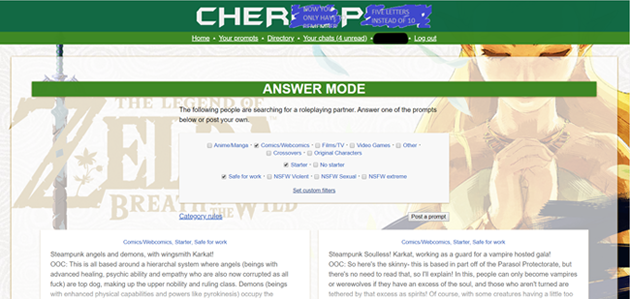 CHER P
NOW YOU
ONLY HAVE
FIVE LETTERS
INSTEAD OF 10
Home • Your prompts • Directory • Your chats (4 unread) • • Log out
ANSWER MODE
THE LEGEND OF
ZELDA
BREATH OF THE WILD
The following people are searching for a roleplaying partner. Answer one of the prompts
below or post your own.
Anime/Manga • Comics/Webcomics • Films/TV • Video Games • Other •
Crossovers • Original Characters
Starter • No starter
Safe for work • NSFW Violent • NSFW Sexual • NSFW extreme
Set custom filters
Category rules
Post a prompt
Comics/Webcomics, Starter, Safe for work
Steampunk angels and demons, with wingsmith Karkat!
OOC: This is all based around a hierarchal system where angels (beings with
advanced healing, psychic ability and empathy who are also now corrupted as all
fuck) are top dog, making up the upper nobility and ruling class. Demons (beings
with enhanced physical capabilities and powers like pyrokinesis) occupy the
Comics/Webcomics, Starter, Safe for work
Steampunk Soulless! Karkat, working as guard for a vampire hosted gala!
OOC: So here's the skinny- this is based in part off of the Parasol Protectorate, but
there's no need to read that, so I'll explain! In this, people can only become vampires
or werewolves if they have an excess of the soul, and those who aren't turned are
tethered by that excess as spirits! Of course, with some creatures having a little too